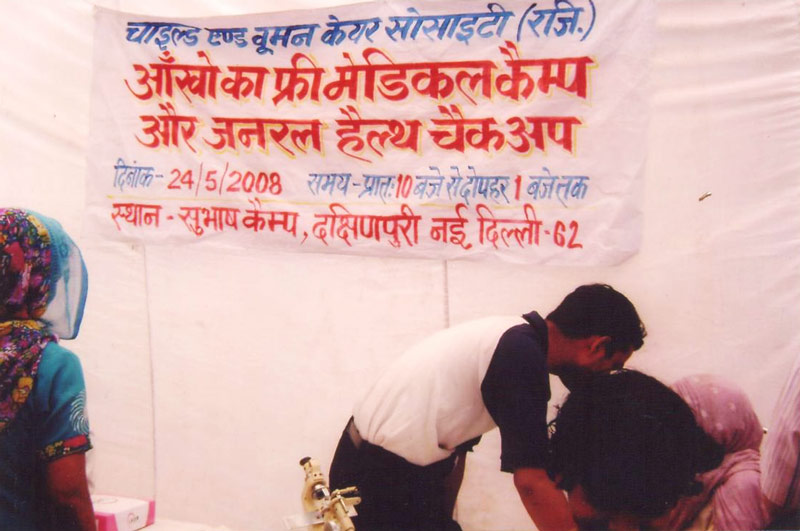 चाइल्ड एण्ड वूमन केयर सोसाइटी (राजि.)
आँखो का फ्री मेडिकल कैम्प
और जनरल हैल्थ चैकअप
दिनांक - 24/5/2008 समय - प्रातः 10 बजे से दोपहर 1 बजे तक
स्थान - सुभाष कैम्प, दक्षिणपुरी नई दिल्ली - 62